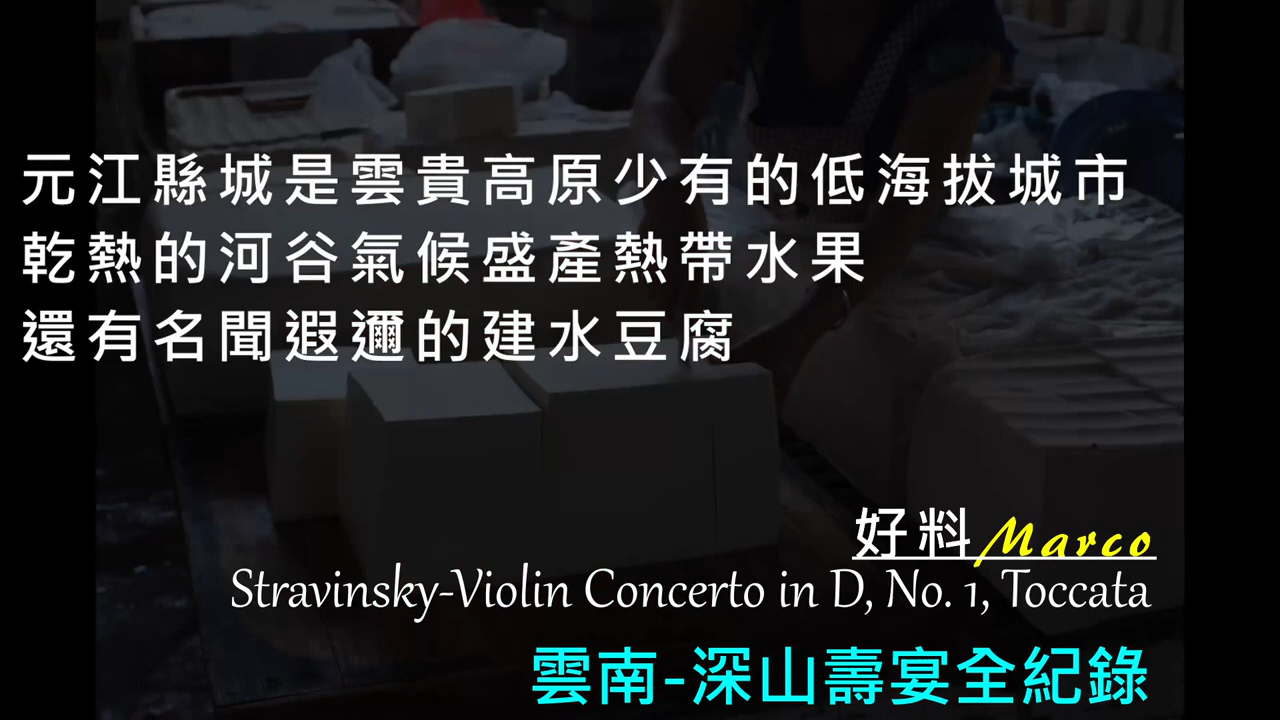 元江縣城是雲貴高原少有的低海拔城市
乾熱的河谷氣候盛產熱帶水果
還有名聞遐邇的建水豆腐
好料Marco
Stravinsky-Violin Concerto in D, No. 1, Toccata
雲南-深山壽宴全紀錄